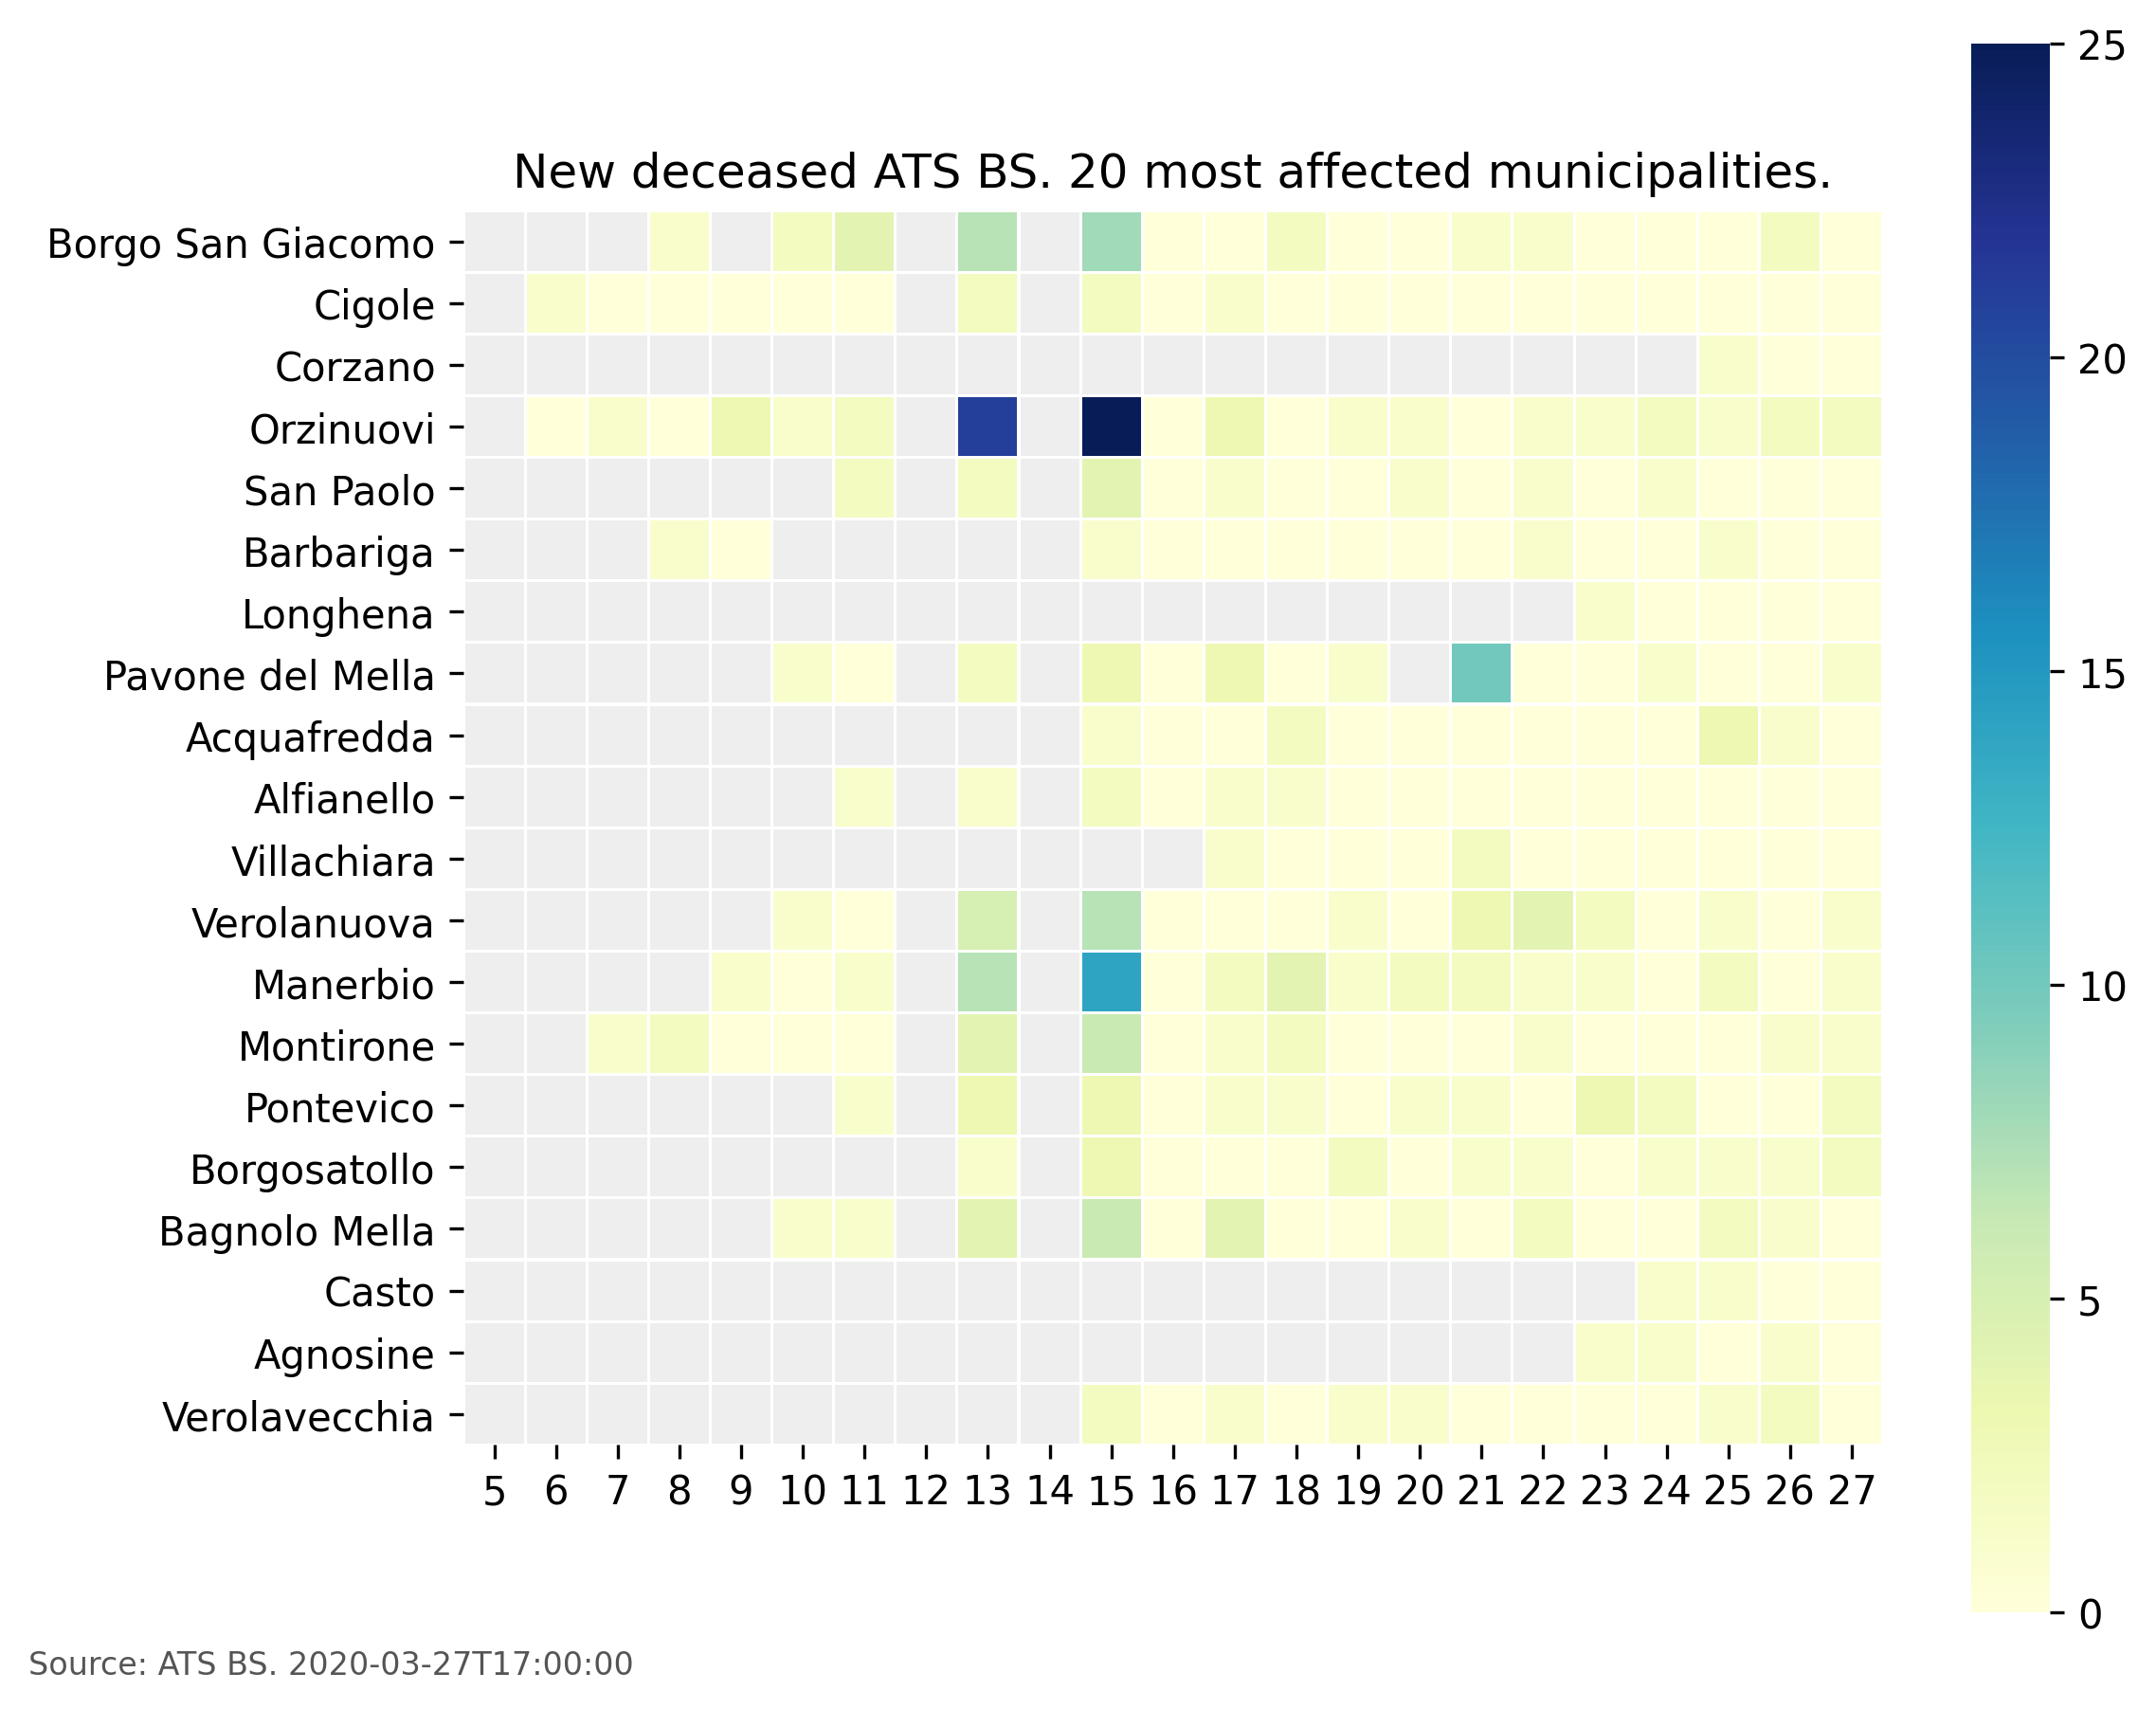 New deceased ATS BS. 20 most affected municipalities.
Borgo San Giacomo
Cigole
Corzano
Orzinuovi
San Paolo
Barbariga
Longhena
Pavone del Mella
Acquafredda
Alfianello
Villachiara
Verolanuova
Manerbio
Montirone
Pontevico
Borgosatollo
Bagnolo Mella
Casto
Agnosine
Verolavecchia
5 6 7 8 9 10 11 12 13 14 15 16 17 18 19 20 21 22 23 24 25 26 27
25
20
15
10
5
0
Source: ATS BS. 2020-03-27T17:00:00